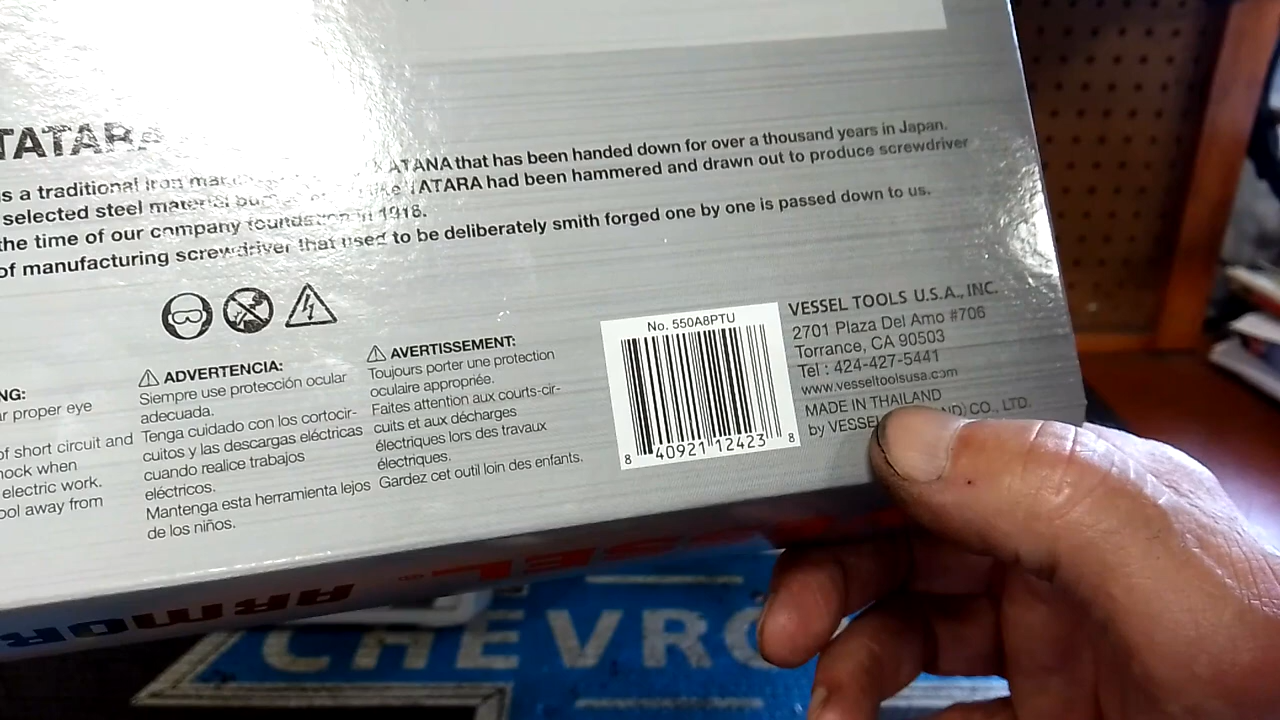 TATARA
s a traditional iron
KATANA that has been handed down for over a thousand years in Japan.
selected steel material
TATARA had been hammered and drawn out to produce screwdriver
the time of our company foundation in 1916.
of manufacturing screwdriver that used to be deliberately smith forged one by one is passed down to us.
NG:
r proper eye
of short circuit and
hock when
electric work.
ool away from
ADVERTENCIA:
Siempre use protección ocular
adecuada.
Tenga cuidado con los cortocir-
cuitos y las descargas eléctricas
cuando realice trabajos
eléctricos.
Mantenga esta herramienta lejos
de los niños.
AVERTISSEMENT:
Toujours porter une protection
oculaire appropriée.
Faites attention aux courts-cir-
cuits et aux décharges
électriques lors des travaux
électriques.
Gardez cet outil loin des enfants.
No. 550A8PTU
8 40921 12423 8
VESSEL TOOLS U.S.A., INC.
2701 Plaza Del Amo #706
Torrance, CA 90503
Tel : 424-427-5441
www.vesseltoolsusa.com
MADE IN THAILAND
by VESSEL ND) CO., LTD.
VESSEL
ARMOR
CHEVRO